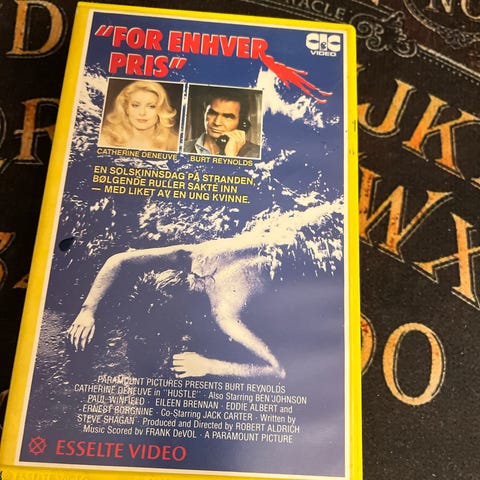 "FOR ENHVER
PRIS"
CIC
VIDEO
CATHERINE DENEUVE
BURT REYNOLDS
EN SOLSKINNSDAG PÅ STRANDEN,
BØLGENDE RULLER SAKTE INN
– MED LIKET AV EN UNG KVINNE.
PARAMOUNT PICTURES PRESENTS BURT REYNOLDS
CATHERINE DENEUVE in "HUSTLE" · Also Starring BEN JOHNSON
PAUL WINFIELD · EILEEN BRENNAN · EDDIE ALBERT and
ERNEST BORGNINE · Co-Starring JACK CARTER · Written by
STEVE SHAGAN · Produced and Directed by ROBERT ALDRICH
Music Scored by FRANK DeVOL · A PARAMOUNT PICTURE
ESSELTE VIDEO
ORACLE
D
R
J
K
W
X
O